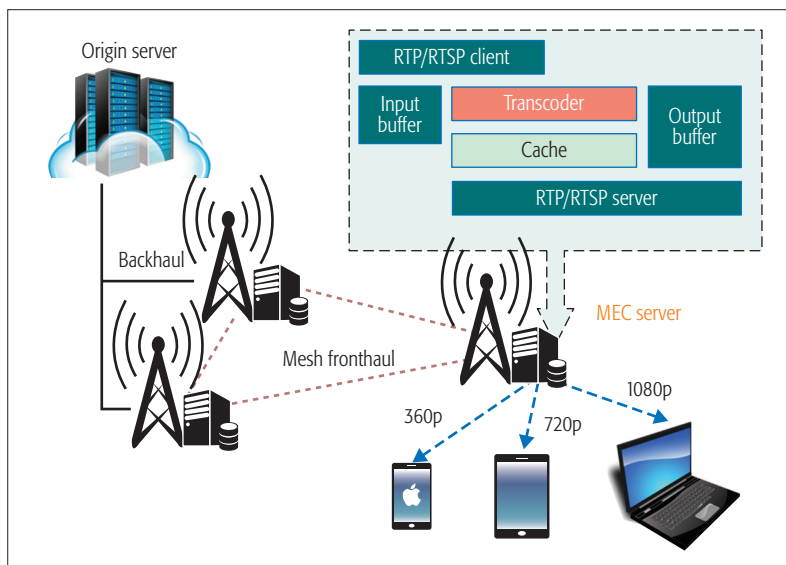 Origin server
RTP/RTSP client
Input
buffer
Transcoder
Cache
Output
buffer
RTP/RTSP server
Backhaul
MEC server
Mesh fronthaul
360p
720p
1080p